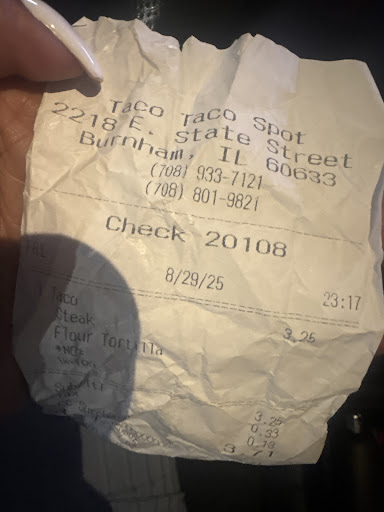 Taco Taco Spot
2218 E. State Street
Burnham, IL 60633
(708) 933-7121
(708) 801-9821
Check 20108
8/29/25 23:17
Taco 3.25
Steak
Flour Tortilla
3.25
0.33